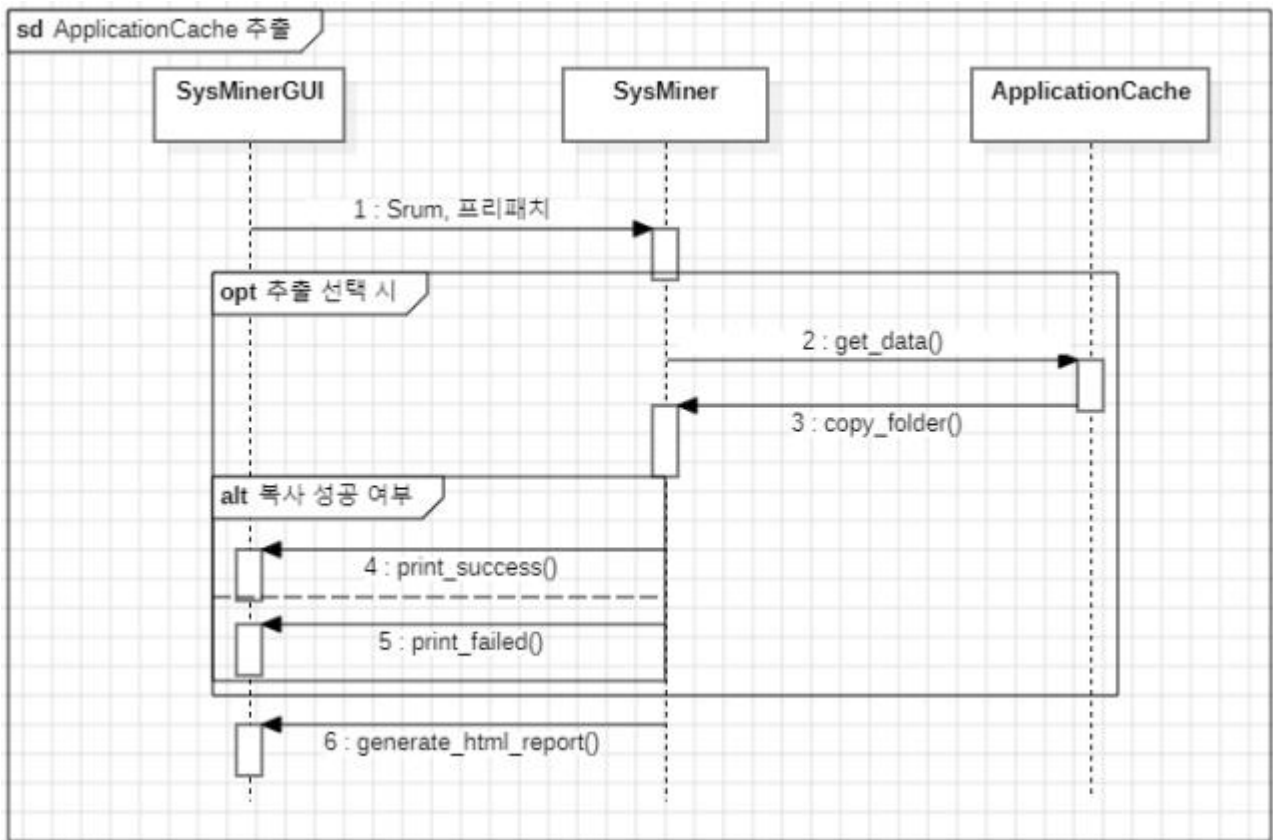 sd ApplicationCache 추출
SysMinerGUI
SysMiner
ApplicationCache
1 : Srum, 프리패치
opt 추출 선택 시
2 : get_data()
3 : copy_folder()
alt 복사 성공 여부
4 : print_success()
5 : print_failed()
6 : generate_html_report()